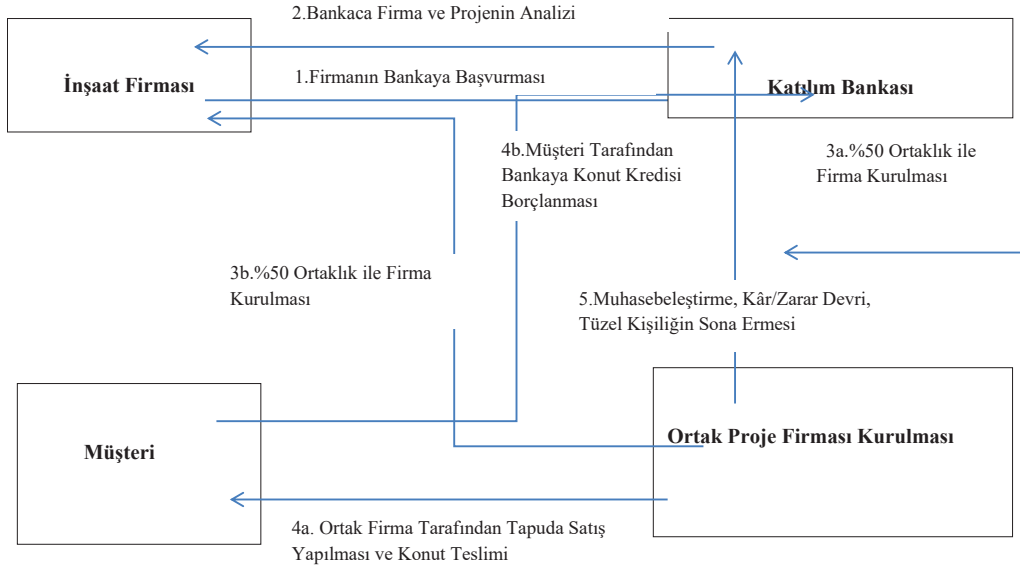 2.Bankaca Firma ve Projenin Analizi
İnşaat Firması
1.Firmanın Bankaya Başvurması
Katılım Bankası
4b.Müşteri Tarafından
Bankaya Konut Kredisi
Borçlanması
3a.%50 Ortaklık ile
Firma Kurulması
3b.%50 Ortaklık ile Firma
Kurulması
5.Muhasebeleştirme, Kâr/Zarar Devri,
Tüzel Kişiliğin Sona Ermesi
Müşteri
Ortak Proje Firması Kurulması
4a. Ortak Firma Tarafından Tapuda Satış
Yapılması ve Konut Teslimi